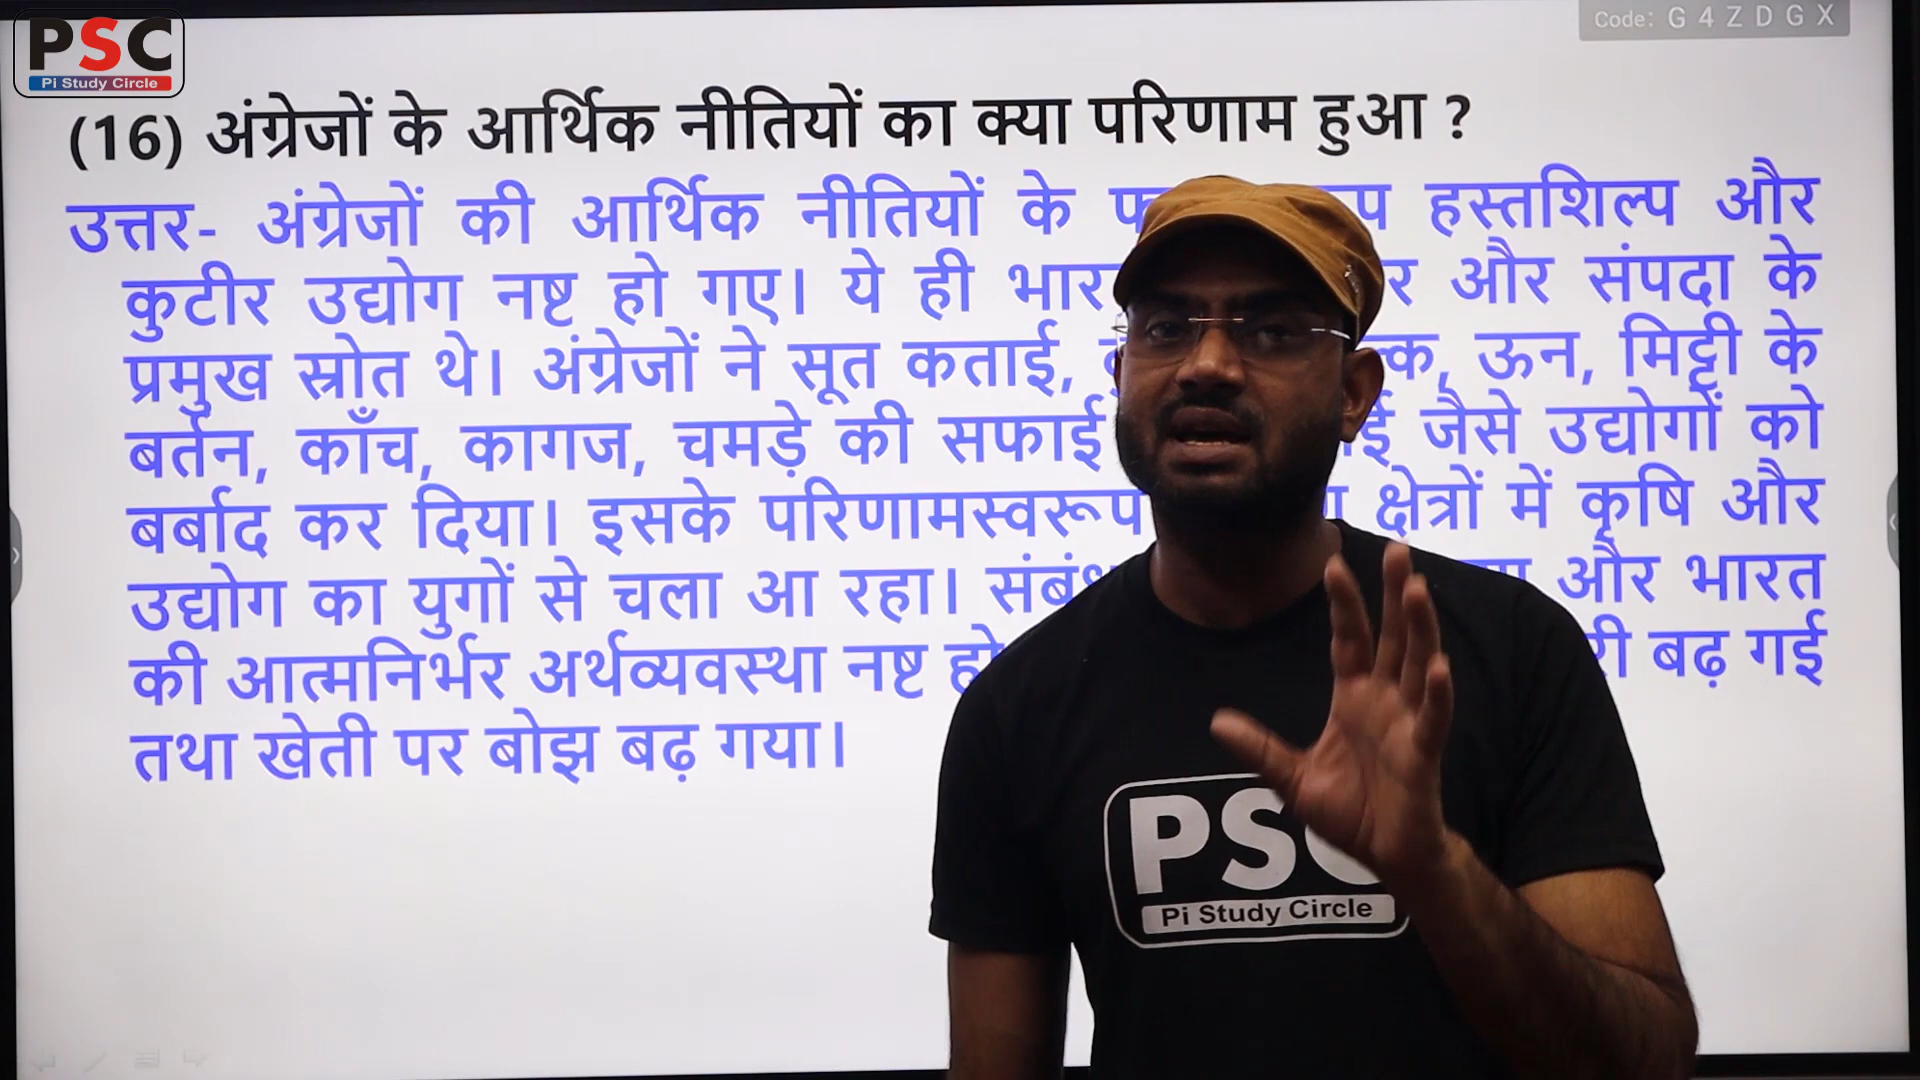 PSC
Pi Study Circle
Code: G 4 Z D G X
(16) अंग्रेजों के आर्थिक नीतियों का क्या परिणाम हुआ ?
उत्तर- अंग्रेजों की आर्थिक नीतियों के हस्तशिल्प और
कुटीर उद्योग नष्ट हो गए। ये ही और संपदा के
प्रमुख स्रोत थे। अंग्रेजों ने सूत कताई, ऊन, मिट्टी के
बर्तन, काँच, कागज, चमड़े की सफाई जैसे उद्योगों को
बर्बाद कर दिया। इसके परिणामस्वरूप क्षेत्रों में कृषि और
उद्योग का युगों से चला आ रहा। और भारत
की आत्मनिर्भर अर्थव्यवस्था नष्ट बढ़ गई
तथा खेती पर बोझ बढ़ गया।
PSC
Pi Study Circle